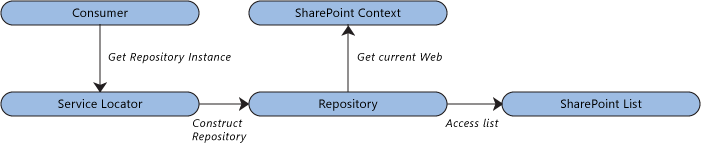 Consumer
SharePoint Context
Get Repository Instance
Get current Web
Service Locator
Repository
SharePoint List
Construct
Repository
Access list